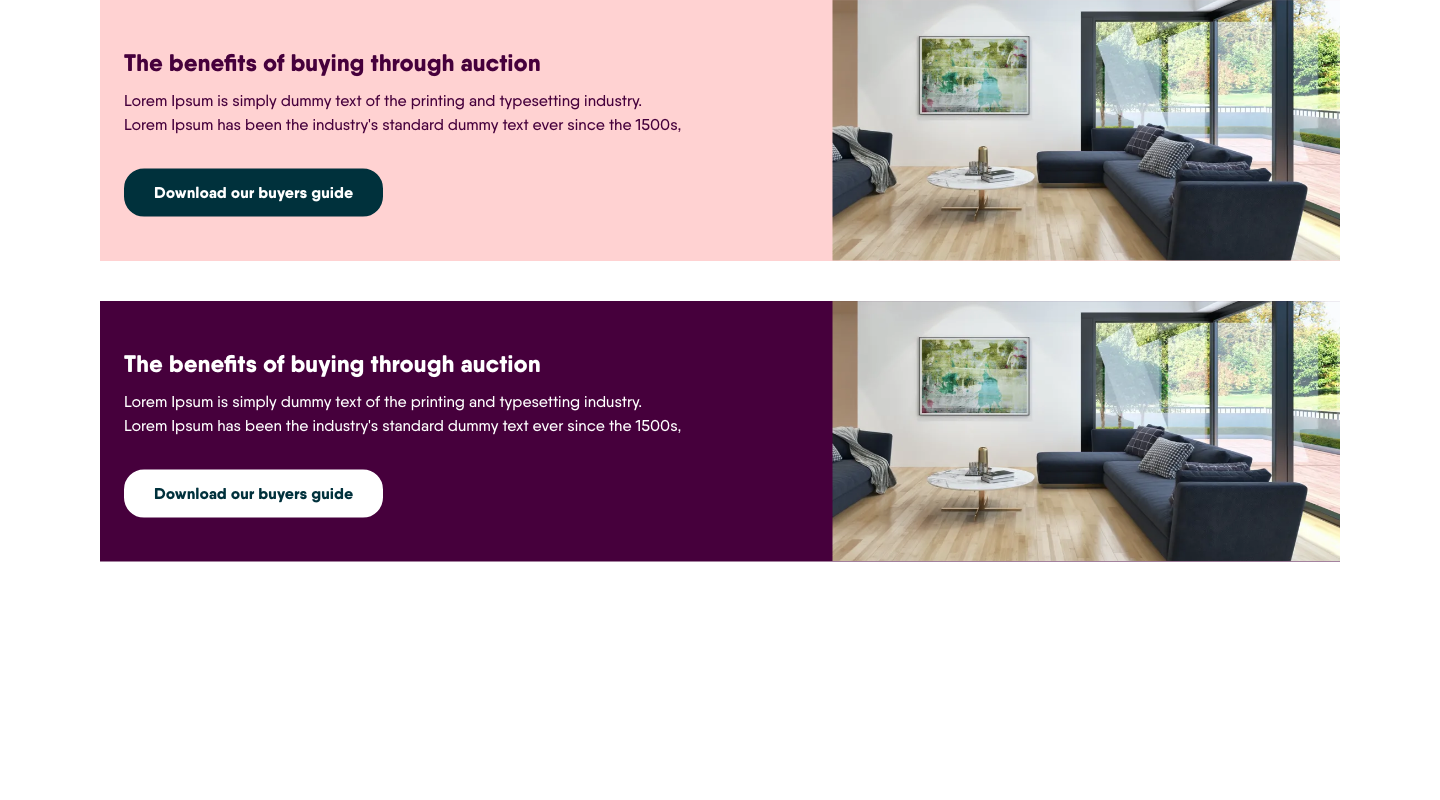 The benefits of buying through auction
Lorem Ipsum is simply dummy text of the printing and typesetting industry.
Lorem Ipsum has been the industry's standard dummy text ever since the 1500s,
Download our buyers guide
The benefits of buying through auction
Lorem Ipsum is simply dummy text of the printing and typesetting industry.
Lorem Ipsum has been the industry's standard dummy text ever since the 1500s,
Download our buyers guide